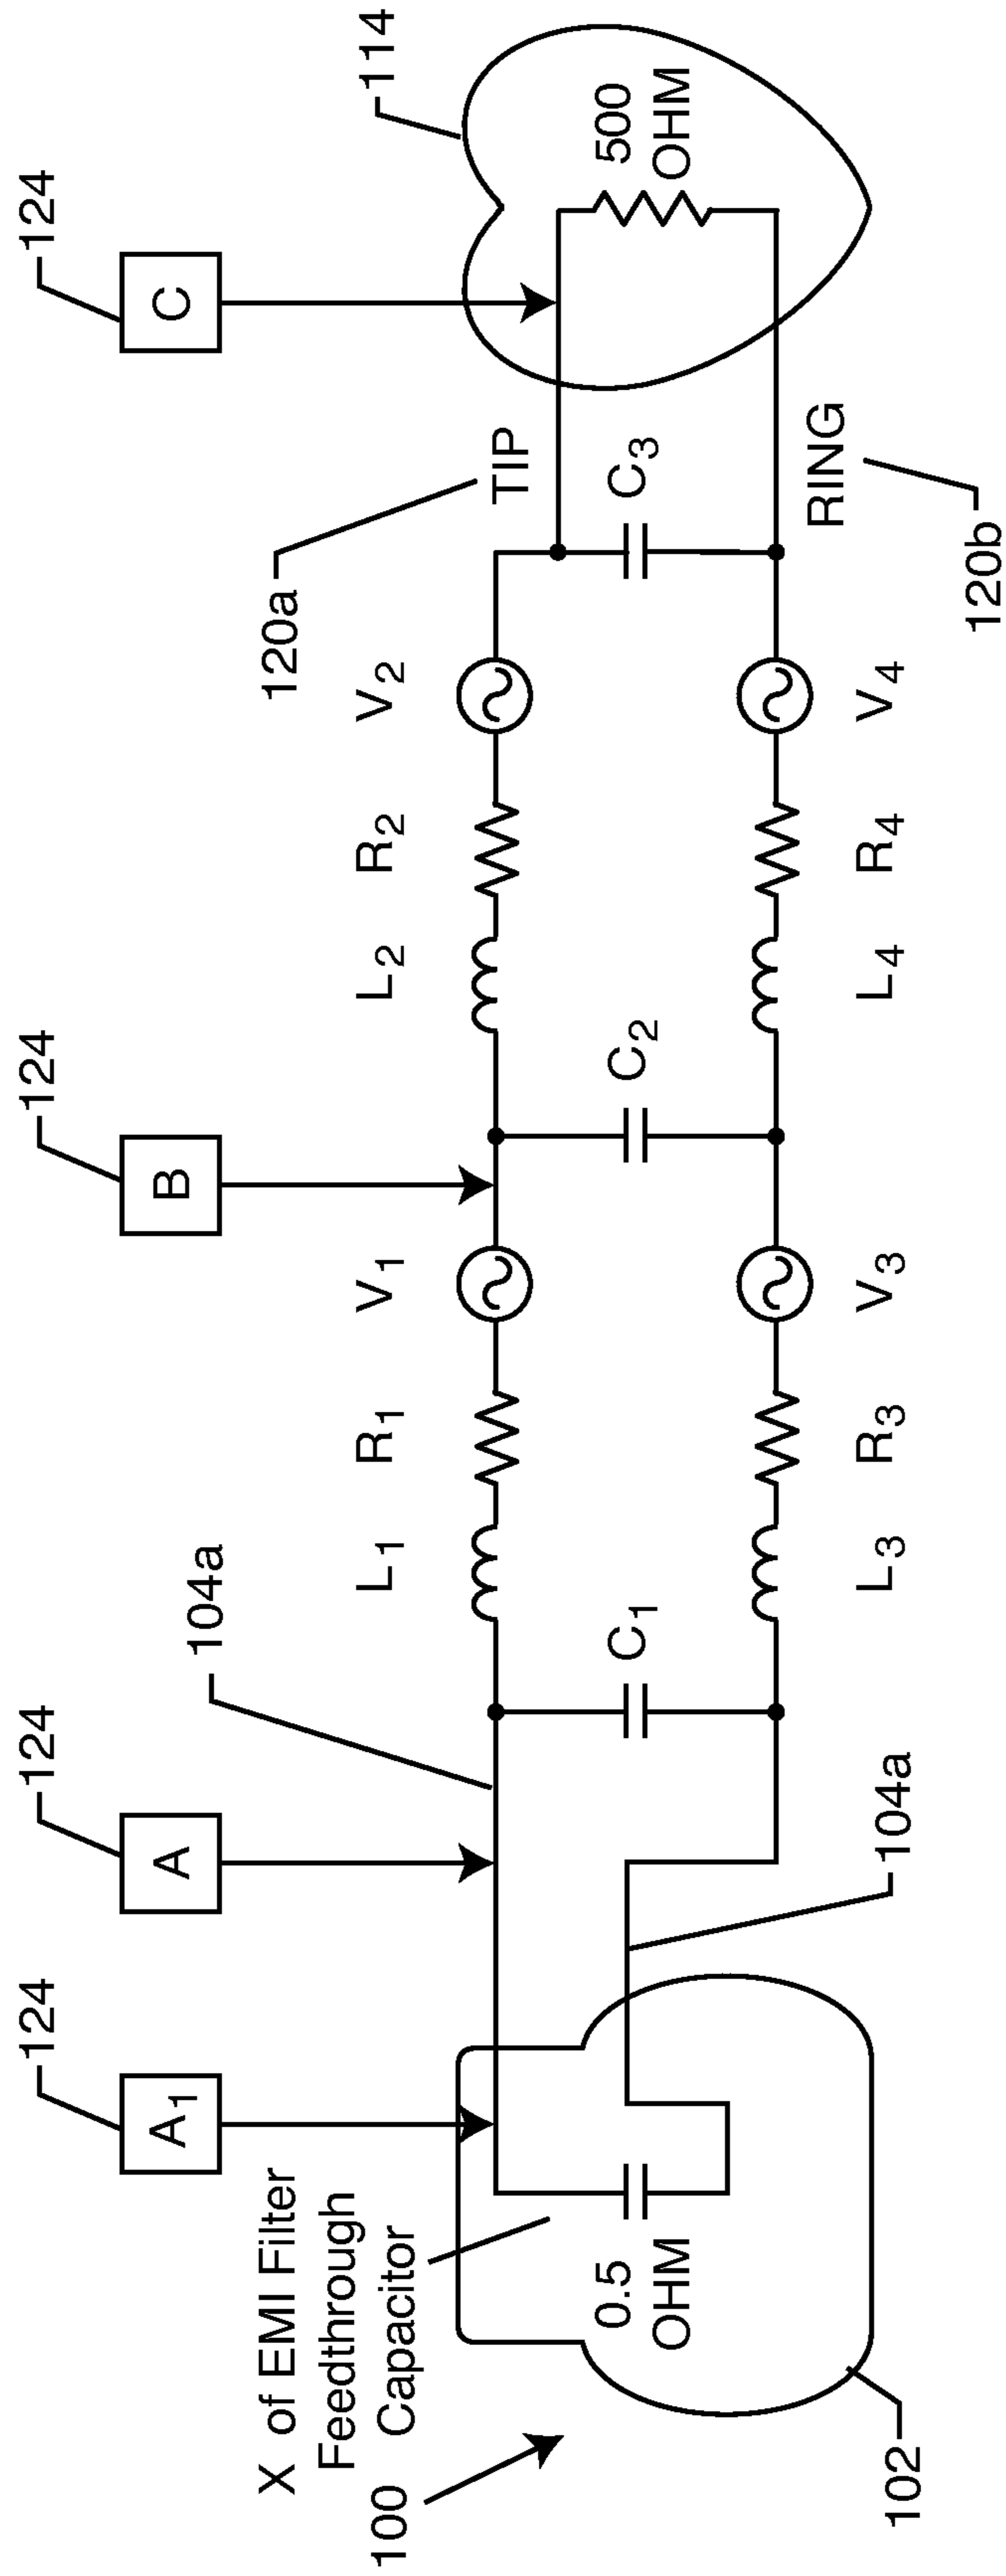 124
124
124
124
A₁
A
B
C
104a
120a
TIP
114
X of EMI Filter
Feedthrough
Capacitor
100
L₁
R₁
V₁
L₂
R₂
V₂
0.5
OHM
C₁
C₂
C₃
500
OHM
104a
L₃
R₃
V₃
L₄
R₄
V₄
RING
102
120b